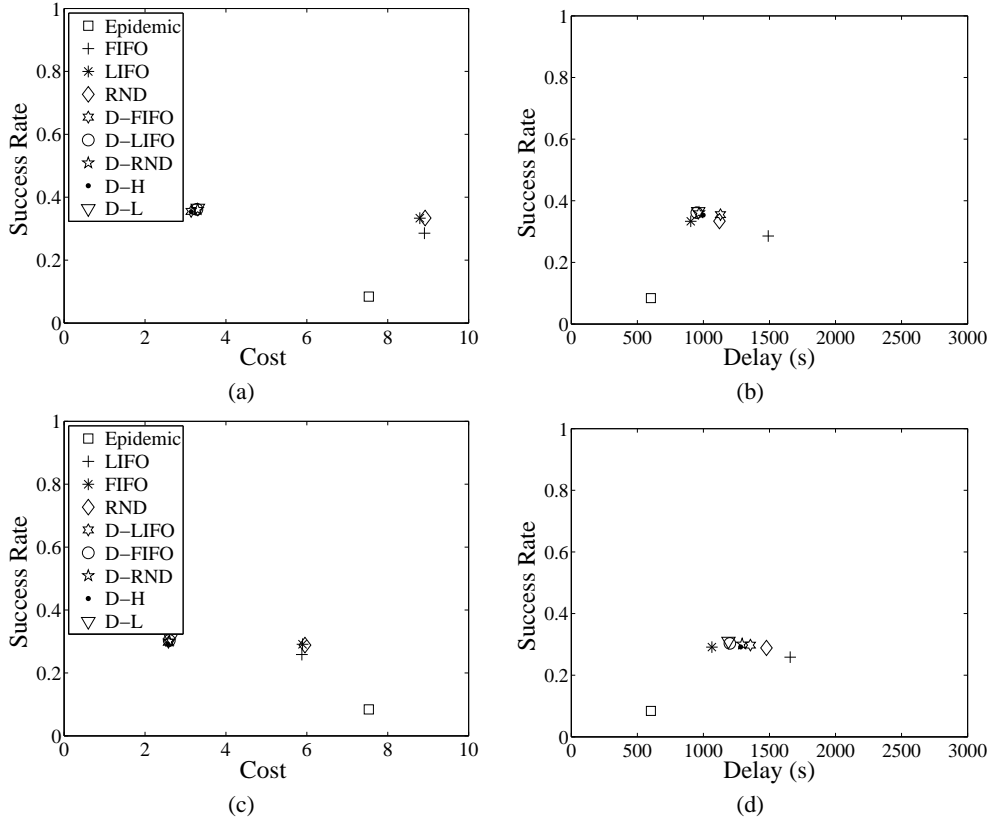 1
0.8
0.6
0.4
0.2
0
Success Rate
Epidemic
FIFO
LIFO
RND
D−FIFO
D−LIFO
D−RND
D−H
D−L
0 2 4 6 8 10
Cost
(a)
1
0.8
0.6
0.4
0.2
0
Success Rate
0 500 1000 1500 2000 2500 3000
Delay (s)
(b)
1
0.8
0.6
0.4
0.2
0
Success Rate
Epidemic
LIFO
FIFO
RND
D−LIFO
D−FIFO
D−RND
D−H
D−L
0 2 4 6 8 10
Cost
(c)
1
0.8
0.6
0.4
0.2
0
Success Rate
0 500 1000 1500 2000 2500 3000
Delay (s)
(d)